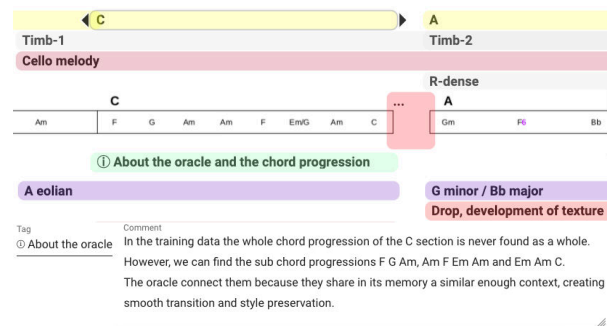 C A
Timb-1 Timb-2
Cello melody
R-dense
C ... A
Am F G Am Am F Em/G Am C Gm F6 Bb
ⓘ About the oracle and the chord progression
A eolian G minor / Bb major
Drop, development of texture
Tag Comment
ⓘ About the oracle In the training data the whole chord progression of the C section is never found as a whole.
However, we can find the sub chord progressions F G Am, Am F Em Am and Em Am C.
The oracle connect them because they share in its memory a similar enough context, creating
smooth transition and style preservation.